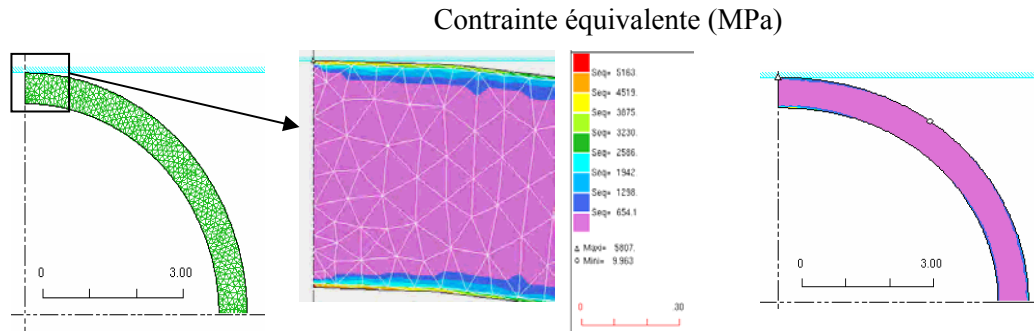 Contrainte équivalente (MPa)
0 3.00
Seq= 5163.
Seq= 4519.
Seq= 3875.
Seq= 3230.
Seq= 2586.
Seq= 1942.
Seq= 1298.
Seq= 654.1
Maxi= 5807.
Mini= 9.963
0 30
0 3.00